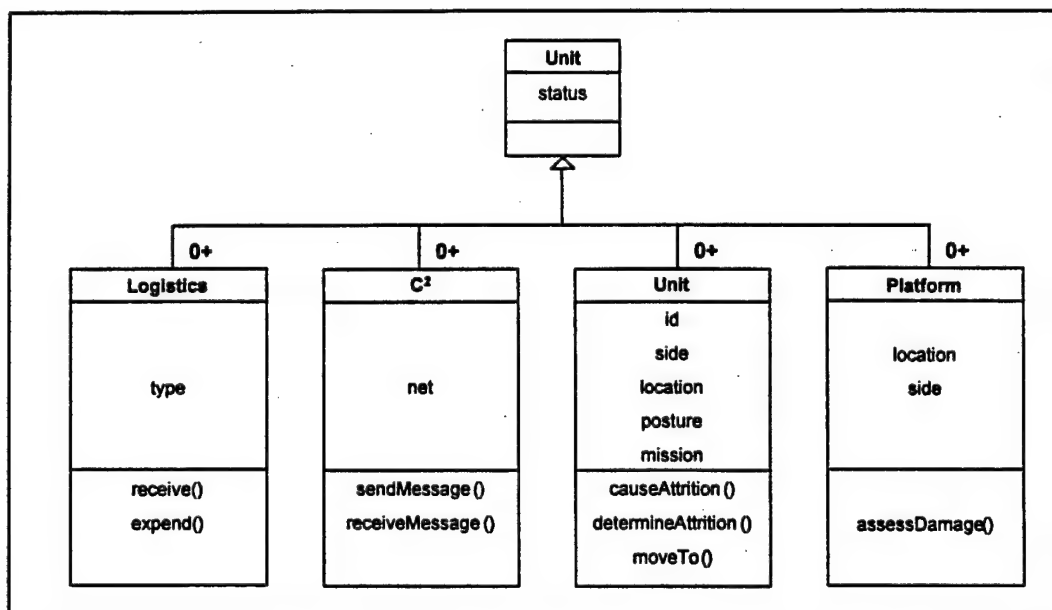 Unit
status
0+
0+
0+
0+
Logistics
type
receive()
expend()
C²
net
sendMessage()
receiveMessage()
Unit
id
side
location
posture
mission
causeAttrition()
determineAttrition()
moveTo()
Platform
location
side
assessDamage()